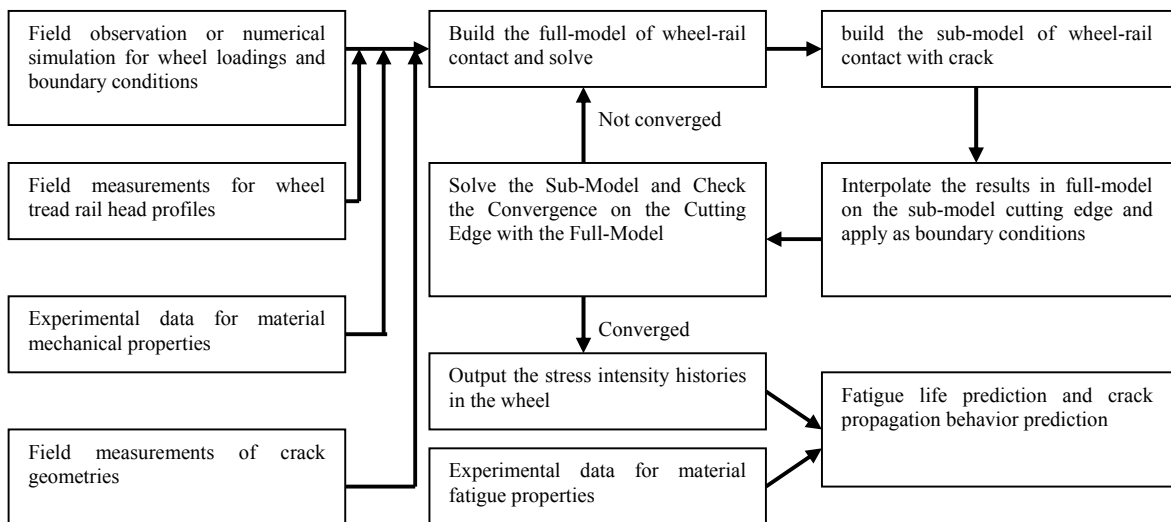 Field observation or numerical
simulation for wheel loadings and
boundary conditions
Build the full-model of wheel-rail
contact and solve
build the sub-model of wheel-rail
contact with crack
Not converged
Field measurements for wheel
tread rail head profiles
Solve the Sub-Model and Check
the Convergence on the Cutting
Edge with the Full-Model
Interpolate the results in full-model
on the sub-model cutting edge and
apply as boundary conditions
Experimental data for material
mechanical properties
Converged
Output the stress intensity histories
in the wheel
Fatigue life prediction and crack
propagation behavior prediction
Field measurements of crack
geometries
Experimental data for material
fatigue properties